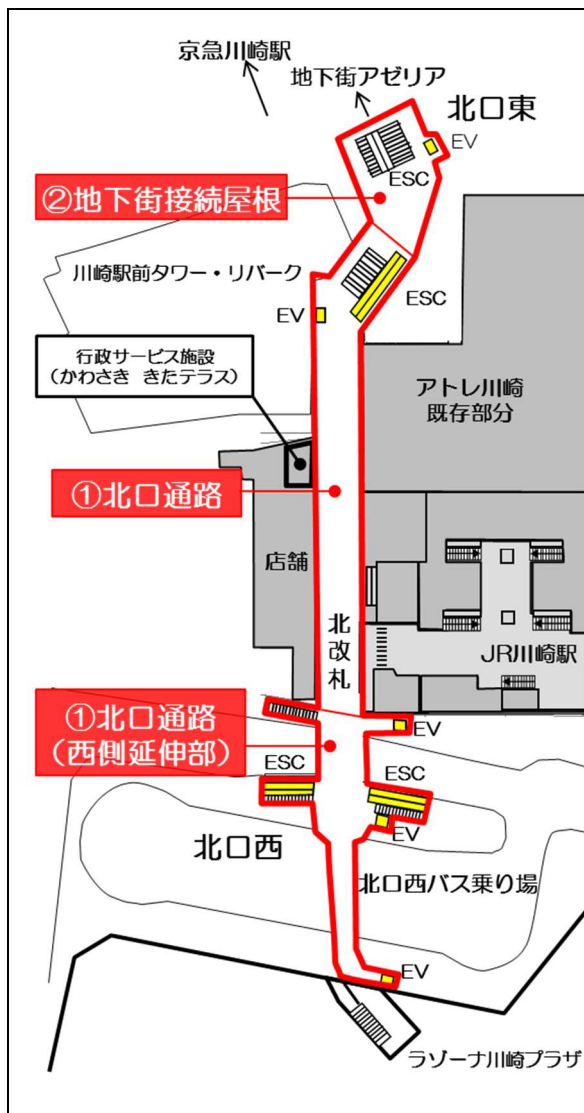 京急川崎駅
地下街アゼリア
北口東
EV
ESC
②地下街接続屋根
川崎駅前タワー・リバーク
ESC
EV
行政サービス施設
（かわさき きたテラス）
アトレ川崎
既存部分
①北口通路
店舗
北改札
JR川崎駅
①北口通路
（西側延伸部）
EV
ESC
ESC
EV
北口西
北口西バス乗り場
EV
ラゾーナ川崎プラザ